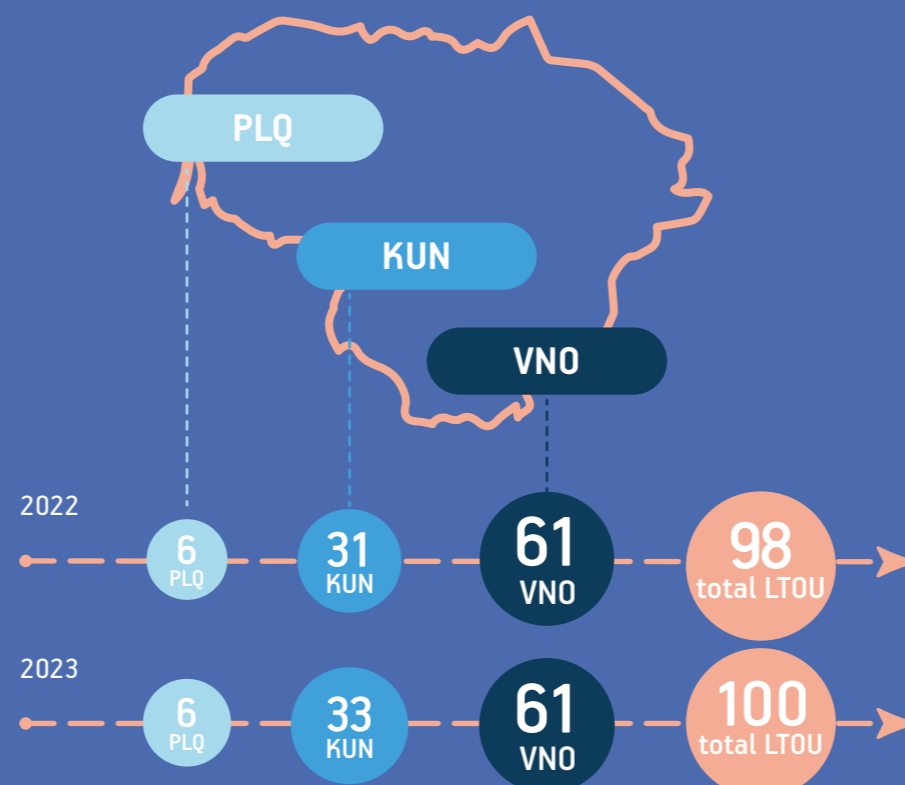 PLQ
KUN
VNO
2022
6
PLQ
31
KUN
61
VNO
98
total LTOU
2023
6
PLQ
33
KUN
61
VNO
100
total LTOU